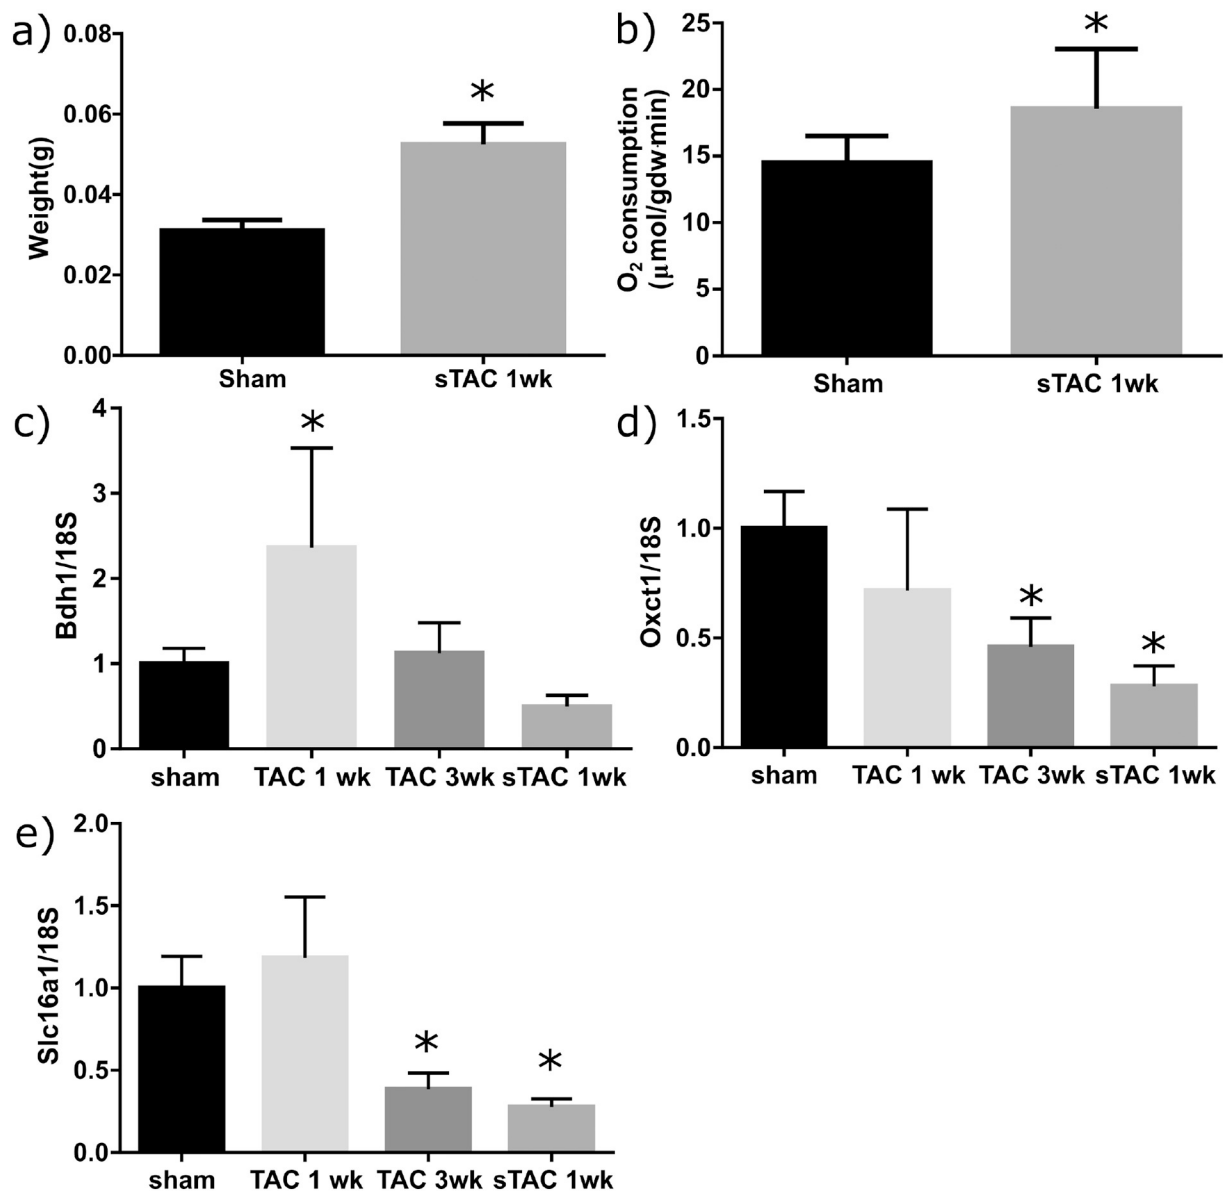 a)
0.08
0.06
0.04
0.02
0.00
Weight(g)
*
Sham
sTAC 1wk
b)
25
20
15
10
5
0
O₂ consumption
(μmol/gdw·min)
*
Sham
sTAC 1wk
c)
4
3
2
1
0
Bdh1/18S
*
sham
TAC 1 wk
TAC 3wk
sTAC 1wk
d)
1.5
1.0
0.5
0.0
Oxct1/18S
*
*
sham
TAC 1 wk
TAC 3wk
sTAC 1wk
e)
2.0
1.5
1.0
0.5
0.0
Slc16a1/18S
*
*
sham
TAC 1 wk
TAC 3wk
sTAC 1wk